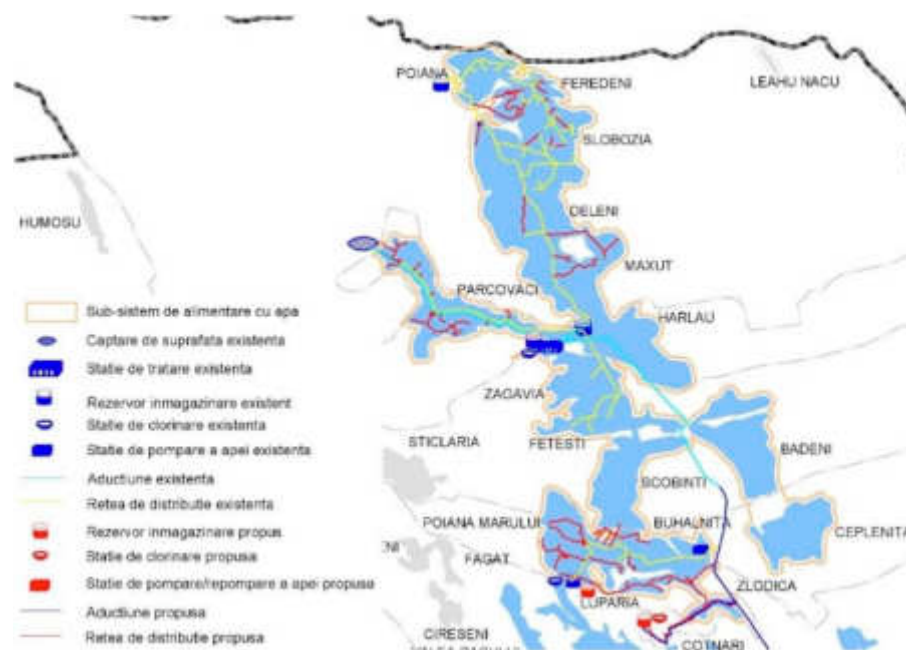 POIANA
FEREDENI
LEAHU NACU
SLOBOZIA
HUMOSU
DELENI
MAXUT
PARCOVACI
HARLAU
Sub-sistem de alimentare cu apa
Captare de suprafata existenta
Statie de tratare existenta
Rezervor inmagazinare existent
Statie de clorinare existenta
Statie de pompare a apei existenta
Aductiune existenta
Retea de distributie existenta
Rezervor inmagazinare propus
Statie de clorinare propusa
Statie de pompare/repompare a apei propusa
Aductiune propusa
Retea de distributie propusa
ZAGAVIA
STICLARIA
FETESTI
BADENI
SCOBINTI
POIANA MARULUI
BUHALNITA
CEPLENITA
ENI
FAGAT
ZLODICA
LUPARIA
CIRESENI
COTNARI